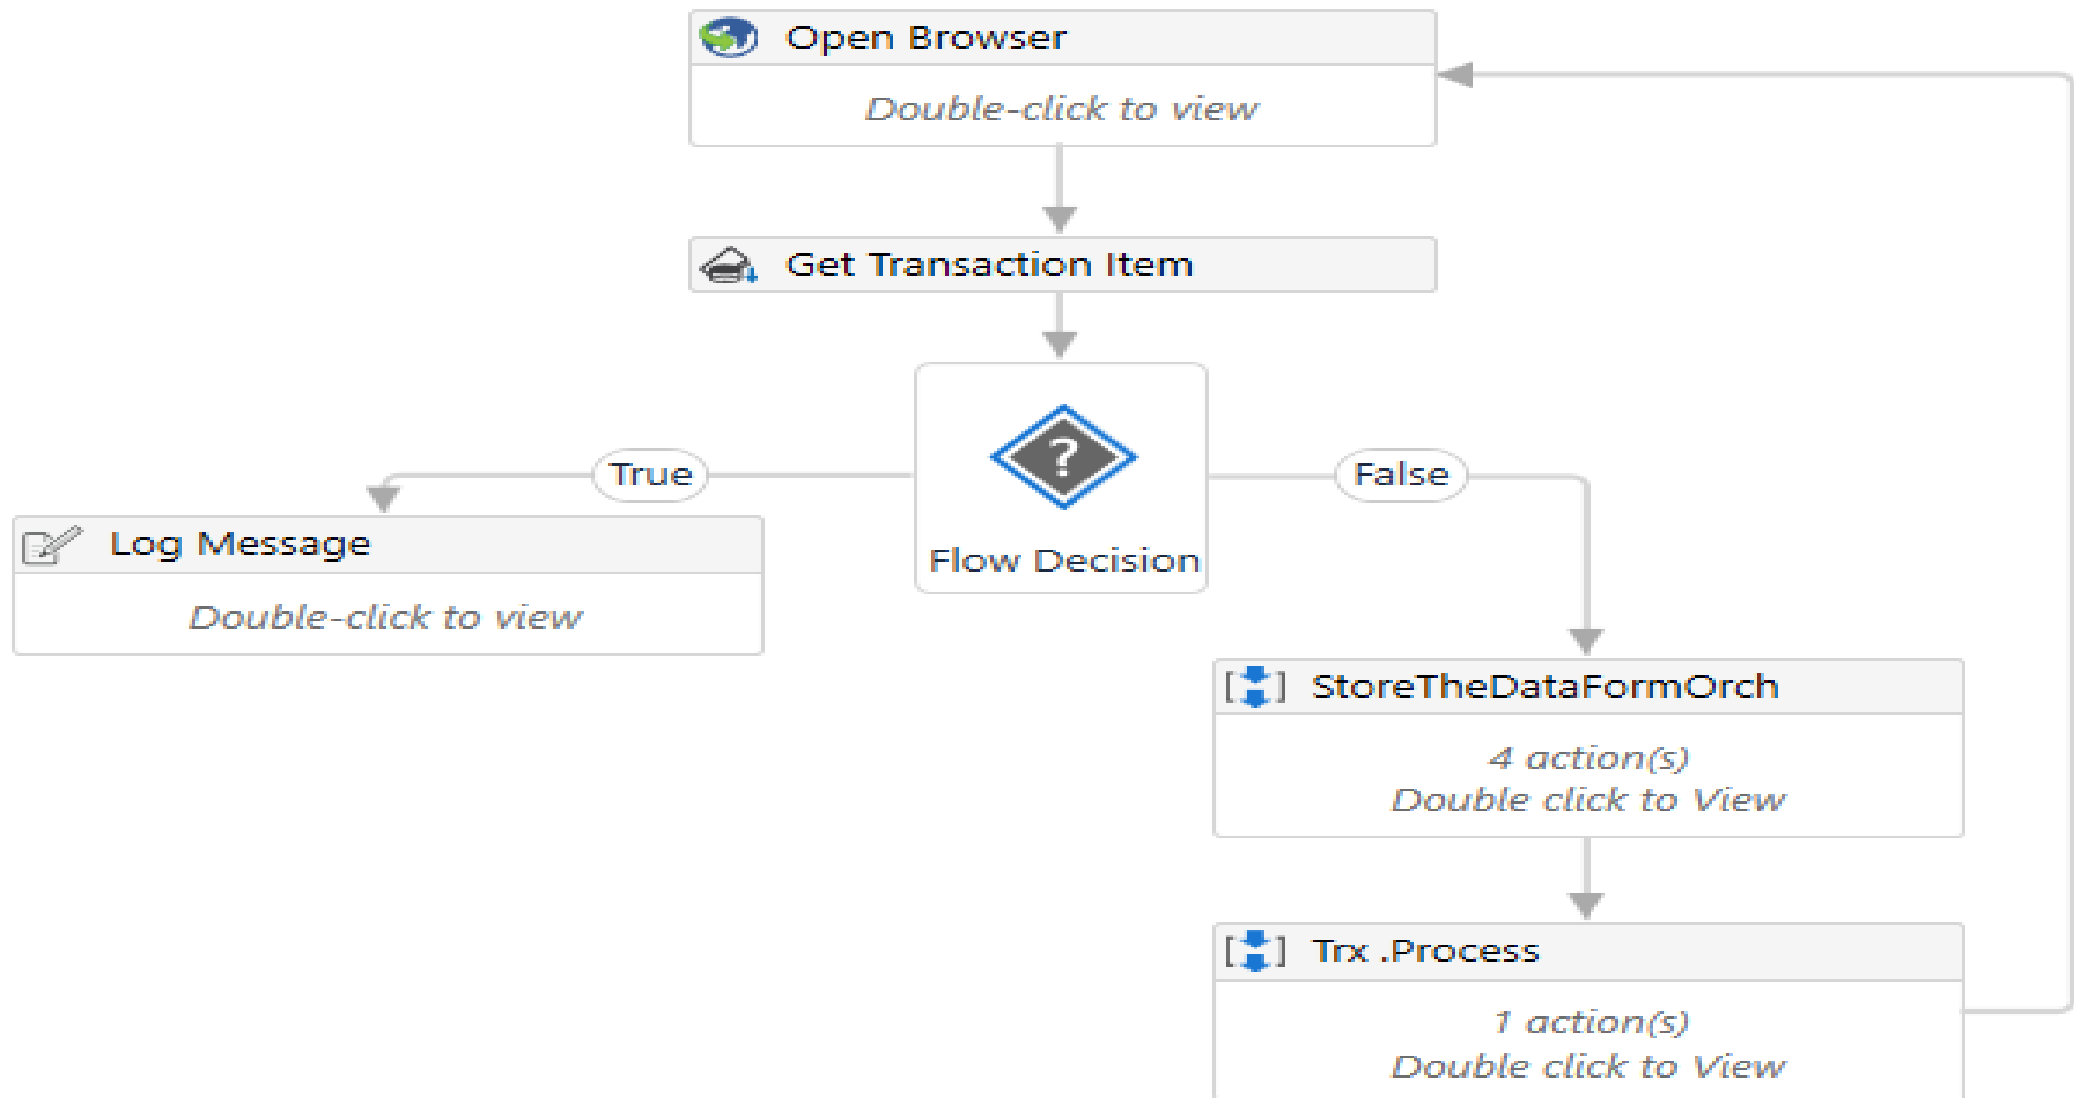 Open Browser
Double-click to view
Get Transaction Item
?
True
False
Flow Decision
Log Message
Double-click to view
StoreTheDataFormOrch
4 action(s)
Double click to View
Trx .Process
1 action(s)
Double click to View